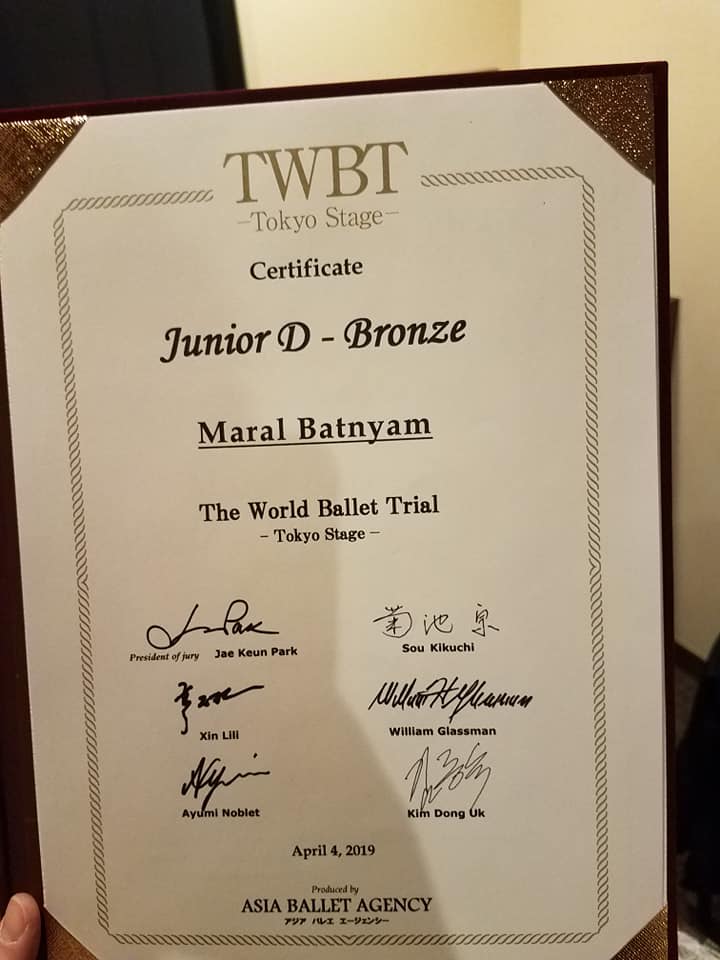 TWBT
-Tokyo Stage-
Certificate
Junior D - Bronze
Maral Batnyam
The World Ballet Trial
- Tokyo Stage -
President of jury Jae Keun Park
菊池 宗
Sou Kikuchi
Xin Lili
William H Glassman
William Glassman
Ayumi Noblet
Kim Dong Uk
April 4, 2019
Produced by
ASIA BALLET AGENCY
アジア バレエ エージェンシー